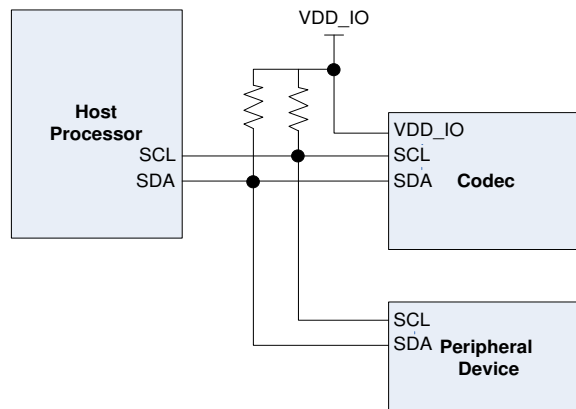 VDD_IO
Host
Processor
SCL
SDA
VDD_IO
SCL
SDA
Codec
SCL
SDA
Peripheral
Device